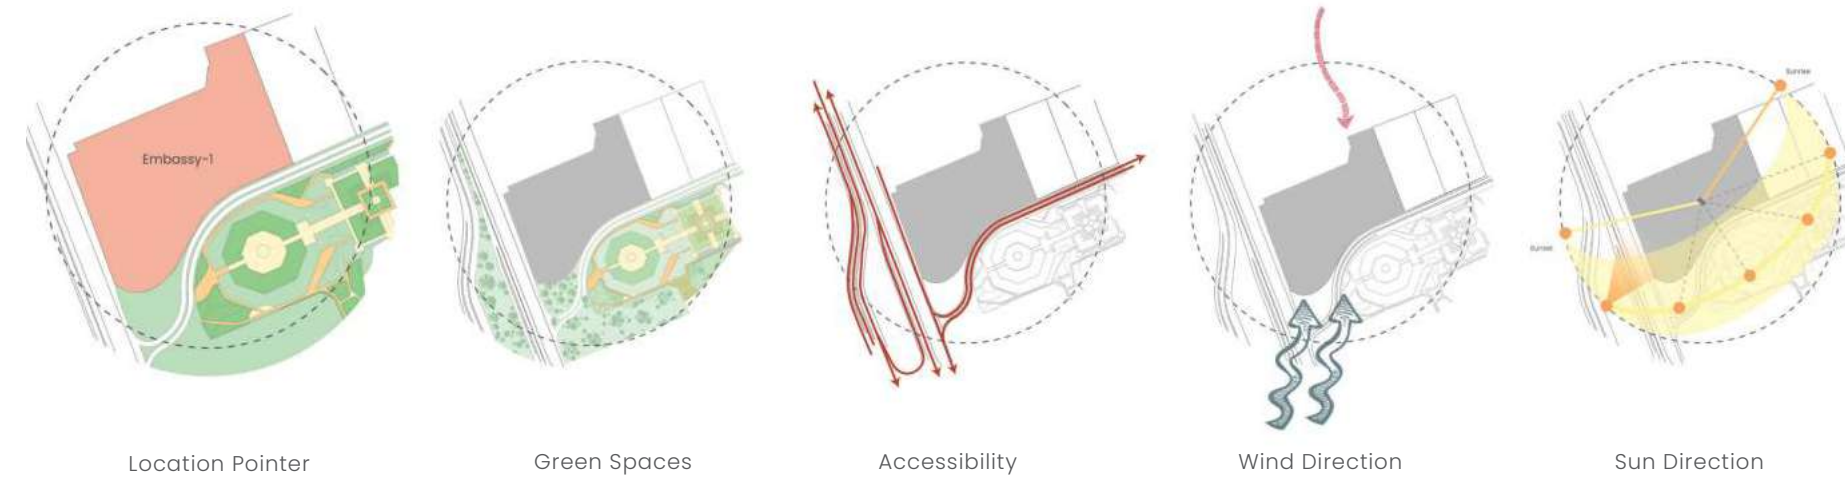 Embassy-1
Sunrise
Sunset
Location Pointer
Green Spaces
Accessibility
Wind Direction
Sun Direction